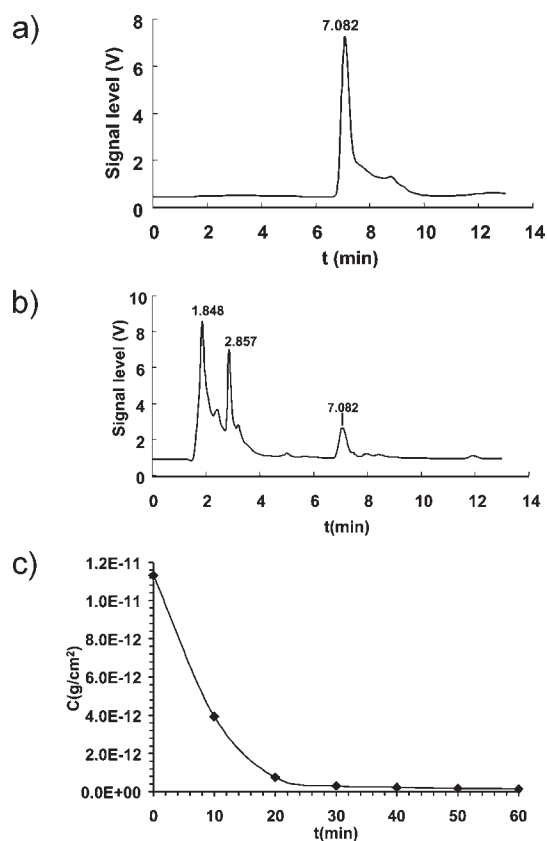 a)
7.082
8
6
4
2
0
Signal level (V)
0 2 4 6 8 10 12 14
t (min)
b)
1.848
2.857
7.082
10
8
6
4
2
0
Signal level (V)
0 2 4 6 8 10 12 14
t(min)
c)
1.2E-11
1.0E-11
8.0E-12
6.0E-12
4.0E-12
2.0E-12
0.0E+00
C(g/cm²)
0 10 20 30 40 50 60
t(min)